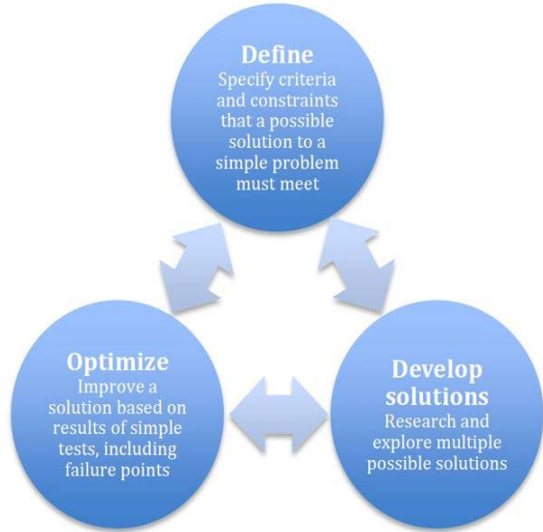 Define
Specify criteria
and constraints
that a possible
solution to a
simple problem
must meet
Optimize
Improve a
solution based on
results of simple
tests, including
failure points
Develop
solutions
Research and
explore multiple
possible solutions